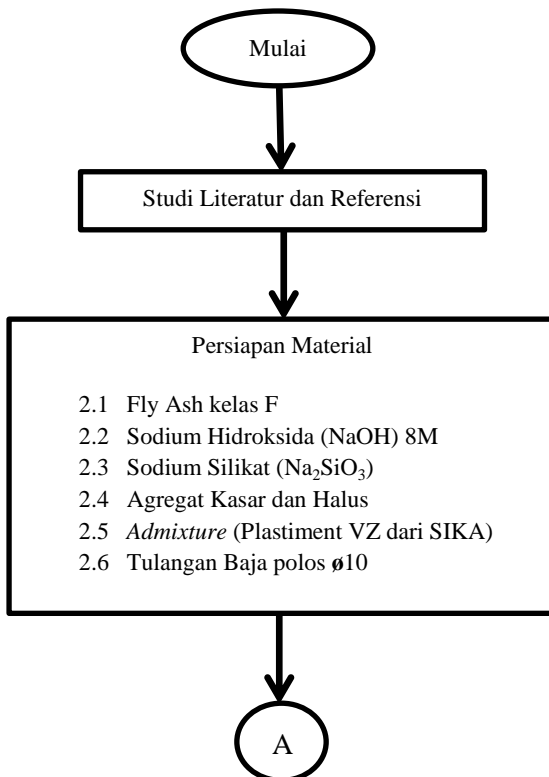 Mulai
Studi Literatur dan Referensi
Persiapan Material
2.1 Fly Ash kelas F
2.2 Sodium Hidroksida (NaOH) 8M
2.3 Sodium Silikat (Na₂SiO₃)
2.4 Agregat Kasar dan Halus
2.5 Admixture (Plastiment VZ dari SIKA)
2.6 Tulangan Baja polos ø10
A